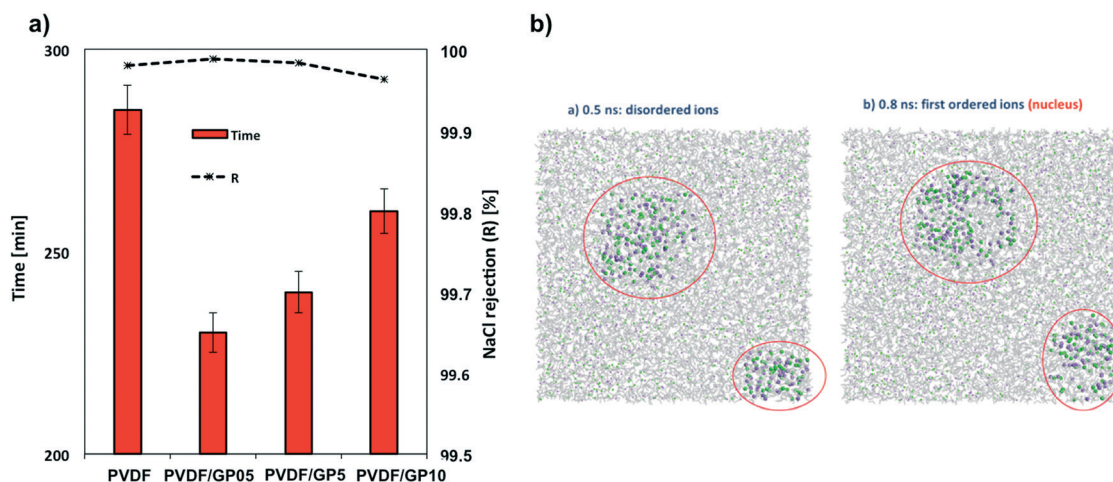 a)
300
250
200
Time [min]
Time
R
100
99.9
99.8
99.7
99.6
99.5
NaCl rejection (R) [%]
PVDF PVDF/GP05 PVDF/GP5 PVDF/GP10
b)
a) 0.5 ns: disordered ions
b) 0.8 ns: first ordered ions (nucleus)